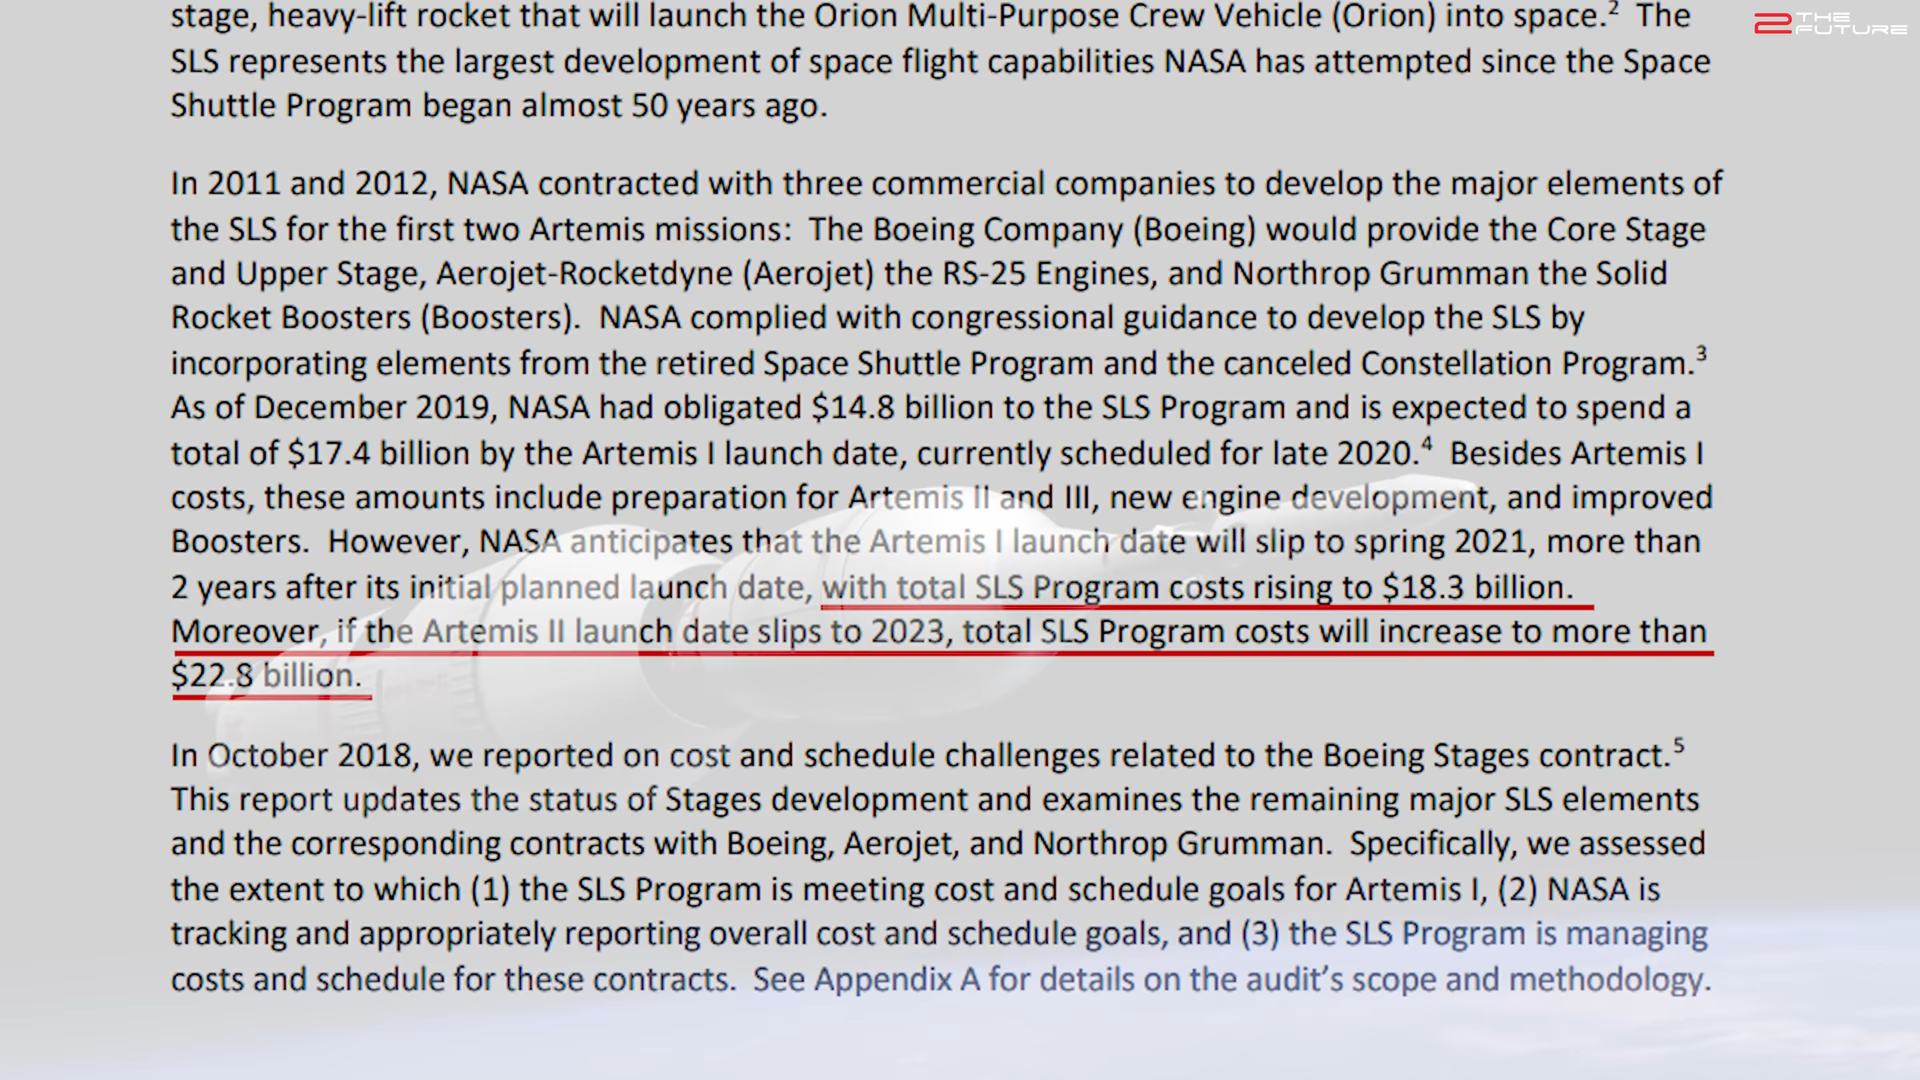 2 THE FUTURE
stage, heavy-lift rocket that will launch the Orion Multi-Purpose Crew Vehicle (Orion) into space.2 The
SLS represents the largest development of space flight capabilities NASA has attempted since the Space
Shuttle Program began almost 50 years ago.
In 2011 and 2012, NASA contracted with three commercial companies to develop the major elements of
the SLS for the first two Artemis missions: The Boeing Company (Boeing) would provide the Core Stage
and Upper Stage, Aerojet-Rocketdyne (Aerojet) the RS-25 Engines, and Northrop Grumman the Solid
Rocket Boosters (Boosters). NASA complied with congressional guidance to develop the SLS by
incorporating elements from the retired Space Shuttle Program and the canceled Constellation Program.3
As of December 2019, NASA had obligated $14.8 billion to the SLS Program and is expected to spend a
total of $17.4 billion by the Artemis I launch date, currently scheduled for late 2020.4 Besides Artemis I
costs, these amounts include preparation for Artemis II and III, new engine development, and improved
Boosters. However, NASA anticipates that the Artemis I launch date will slip to spring 2021, more than
2 years after its initial planned launch date, with total SLS Program costs rising to $18.3 billion.
Moreover, if the Artemis II launch date slips to 2023, total SLS Program costs will increase to more than
$22.8 billion.
In October 2018, we reported on cost and schedule challenges related to the Boeing Stages contract.5
This report updates the status of Stages development and examines the remaining major SLS elements
and the corresponding contracts with Boeing, Aerojet, and Northrop Grumman. Specifically, we assessed
the extent to which (1) the SLS Program is meeting cost and schedule goals for Artemis I, (2) NASA is
tracking and appropriately reporting overall cost and schedule goals, and (3) the SLS Program is managing
costs and schedule for these contracts. See Appendix A for details on the audit's scope and methodology.